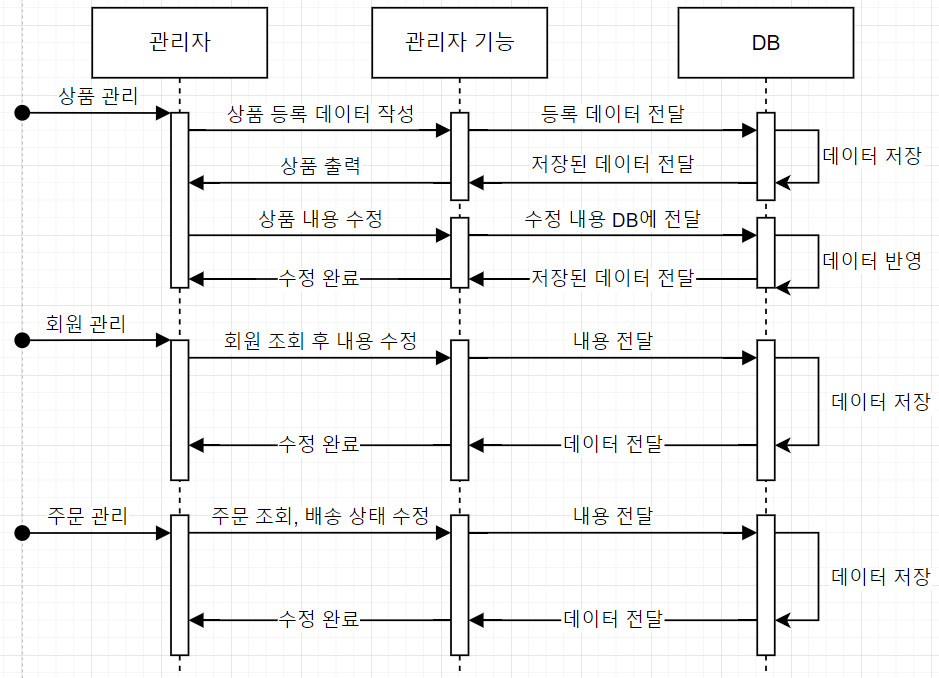 관리자
관리자 기능
DB
상품 관리
상품 등록 데이터 작성
등록 데이터 전달
데이터 저장
상품 출력
저장된 데이터 전달
상품 내용 수정
수정 내용 DB에 전달
데이터 반영
수정 완료
저장된 데이터 전달
회원 관리
회원 조회 후 내용 수정
내용 전달
데이터 저장
수정 완료
데이터 전달
주문 관리
주문 조회, 배송 상태 수정
내용 전달
데이터 저장
수정 완료
데이터 전달